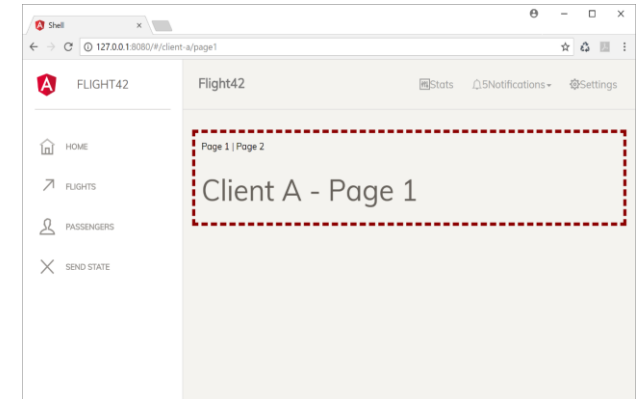 Shell
127.0.0.1:8080/#/client-a/page1
FLIGHT42
Flight42
Stats
5Notifications
Settings
HOME
FLIGHTS
PASSENGERS
SEND STATE
Page 1 | Page 2
Client A - Page 1